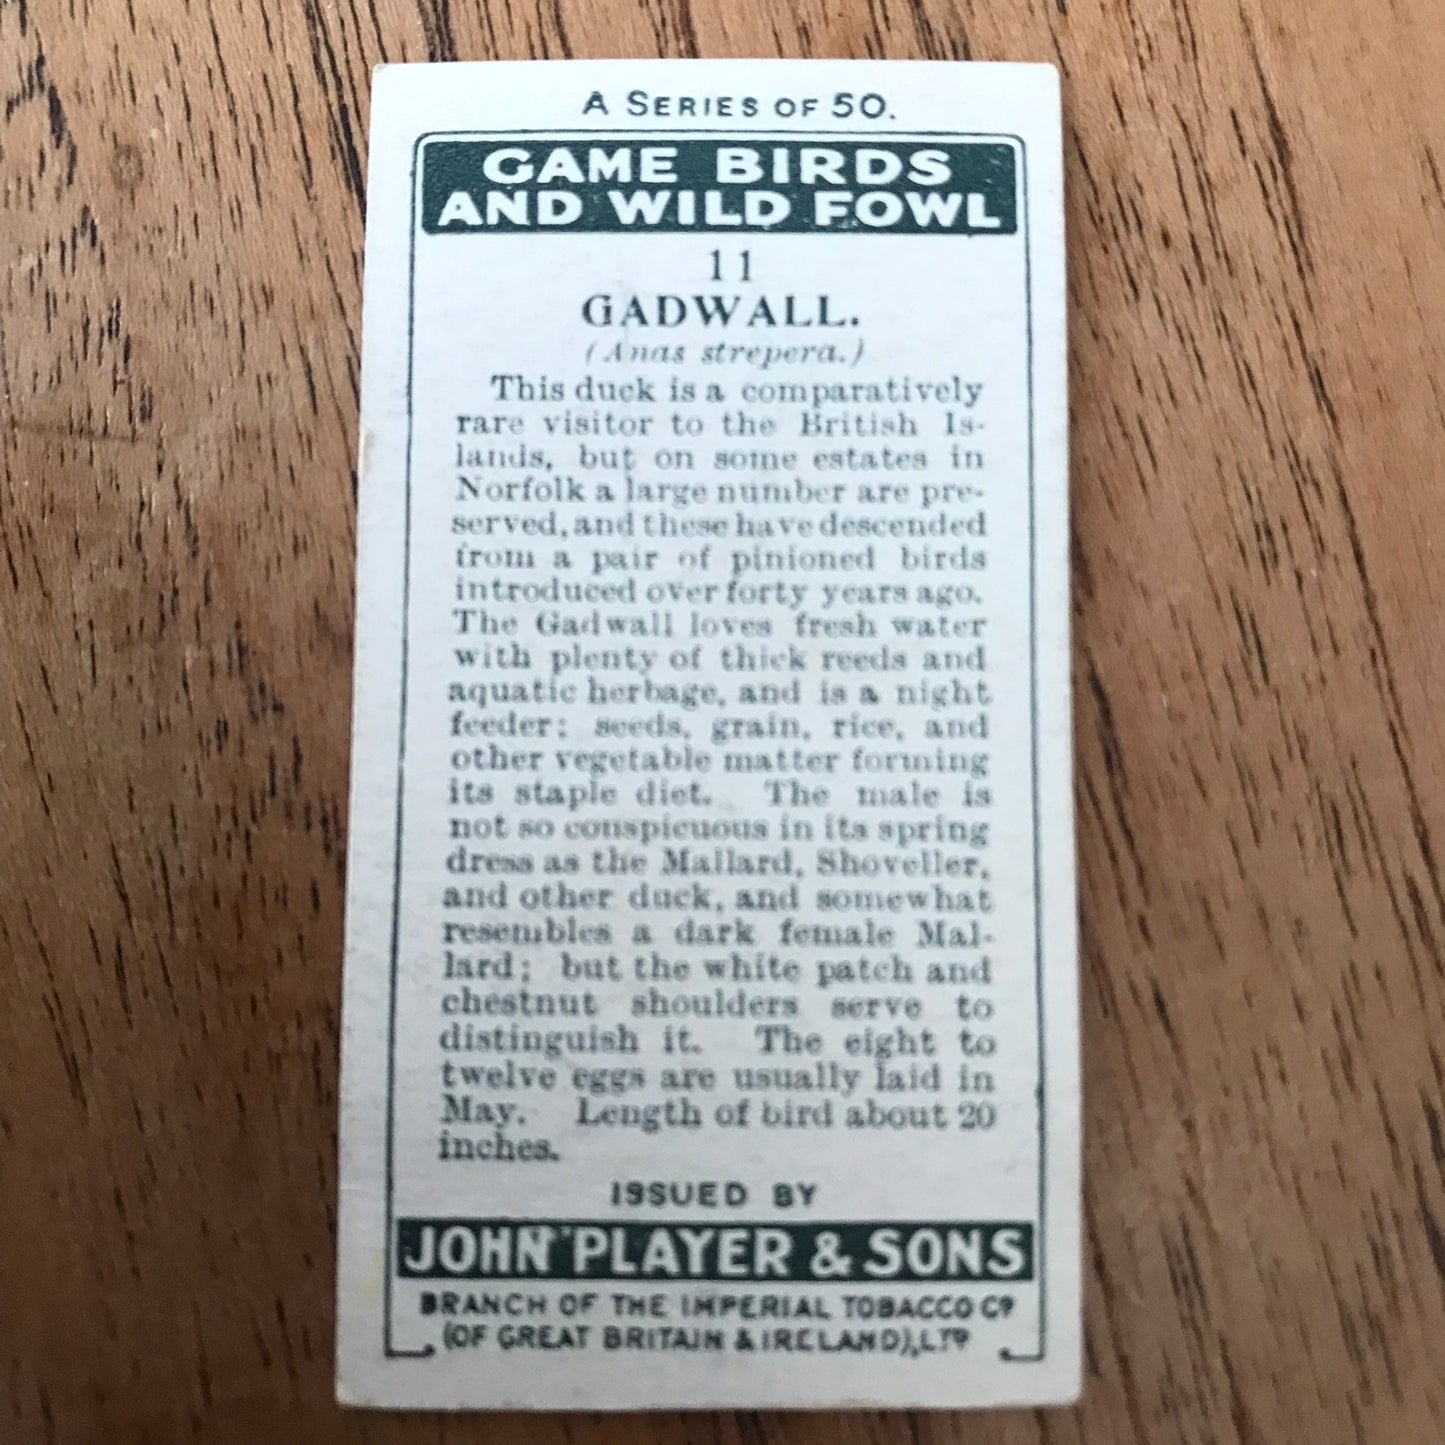 A SERIES OF 50.
GAME BIRDS
AND WILD FOWL
11
GADWALL.
(Anas strepera.)
This duck is a comparatively
rare visitor to the British Is-
lands, but on some estates in
Norfolk a large number are pre-
served, and these have descended
from a pair of pinioned birds
introduced over forty years ago.
The Gadwall loves fresh water
with plenty of thick reeds and
aquatic herbage, and is a night
feeder; seeds, grain, rice, and
other vegetable matter forming
its staple diet. The male is
not so conspicuous in its spring
dress as the Mallard, Shoveller,
and other duck, and somewhat
resembles a dark female Mal-
lard; but the white patch and
chestnut shoulders serve to
distinguish it. The eight to
twelve eggs are usually laid in
May. Length of bird about 20
inches.
ISSUED BY
JOHN PLAYER & SONS
BRANCH OF THE IMPERIAL TOBACCO CO
(OF GREAT BRITAIN & IRELAND), LTD